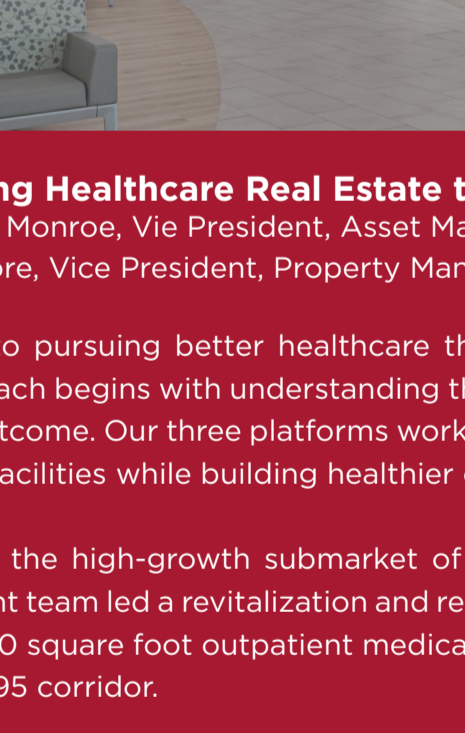 ng Healthcare Real Estate t
Monroe, Vie President, Asset Ma
ore, Vice President, Property Man
to pursuing better healthcare th
ach begins with understanding th
tcome. Our three platforms work
acilities while building healthier
the high-growth submarket of
nt team led a revitalization and re
0 square foot outpatient medica
95 corridor.